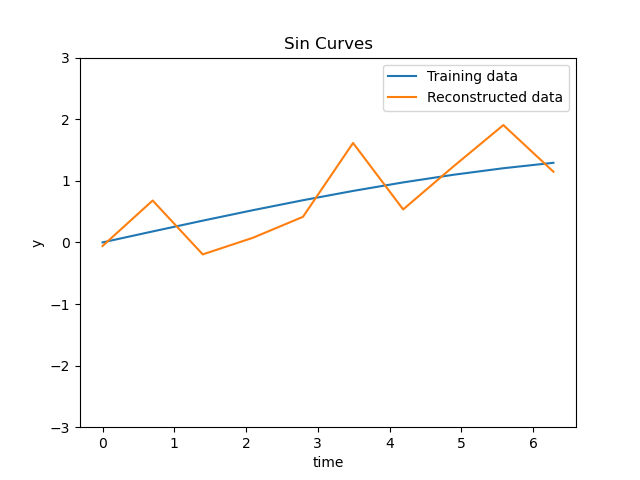 Sin Curves
Training data
Reconstructed data
3
2
1
0
−1
−2
−3
y
0 1 2 3 4 5 6
time